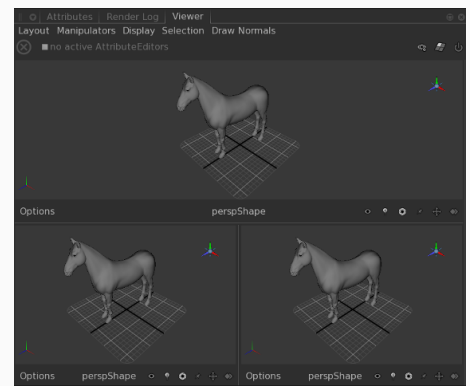 Attributes Render Log Viewer
Layout Manipulators Display Selection Draw Normals
no active AttributeEditors
Options perspShape
Options perspShape
Options perspShape